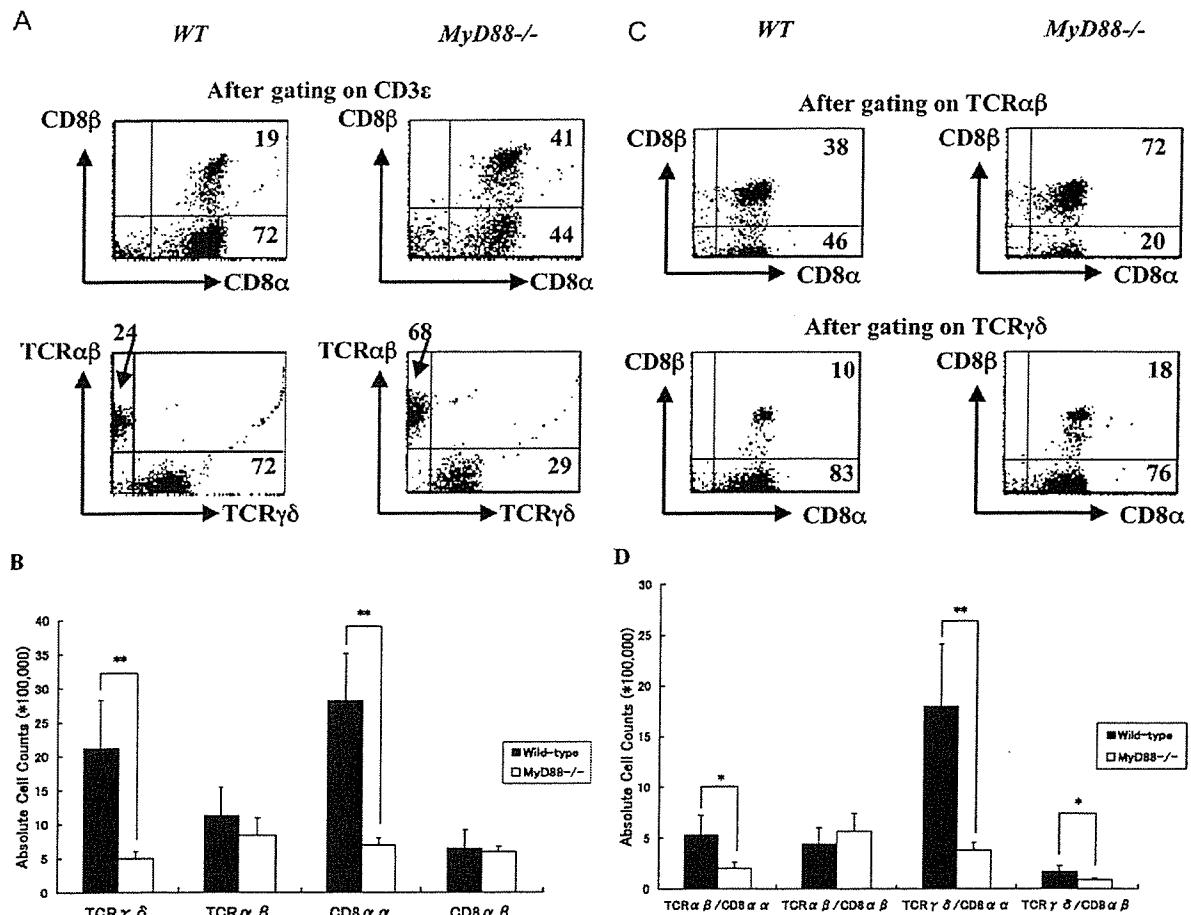 A
WT
MyD88-/-
After gating on CD3ε
CD8β
19
72
CD8α
CD8β
41
44
CD8α
24
TCRαβ
72
TCRγδ
68
TCRαβ
29
TCRγδ
C
WT
MyD88-/-
After gating on TCRαβ
CD8β
38
46
CD8α
CD8β
72
20
CD8α
After gating on TCRγδ
CD8β
10
83
CD8α
CD8β
18
76
CD8α
B
Absolute Cell Counts (*100,000)
40
35
30
25
20
15
10
5
0
**
**
Wild-type
MyD88-/-
TCRγδ
TCRαβ
CD8αα
CD8αβ
D
Absolute Cell Counts (*100,000)
30
25
20
15
10
5
0
*
**
*
Wild-type
MyD88-/-
TCRαβ/CD8αα
TCRαβ/CD8αβ
TCRγδ/CD8αα
TCRγδ/CD8αβ